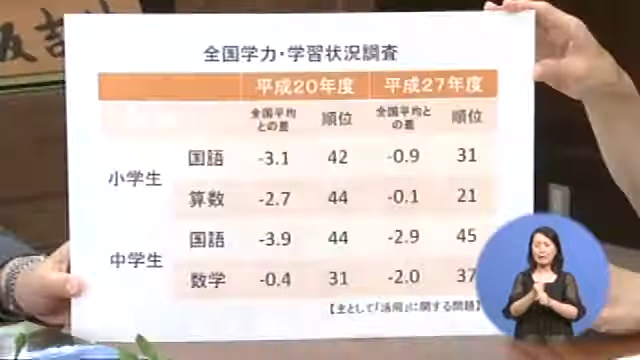 全国学力・学習状況調査
平成20年度 平成27年度
全国平均との差 順位 全国平均との差 順位
小学生 国語 -3.1 42 -0.9 31
算数 -2.7 44 -0.1 21
中学生 国語 -3.9 44 -2.9 45
数学 -0.4 31 -2.0 37
【主として「活用」に関する問題】